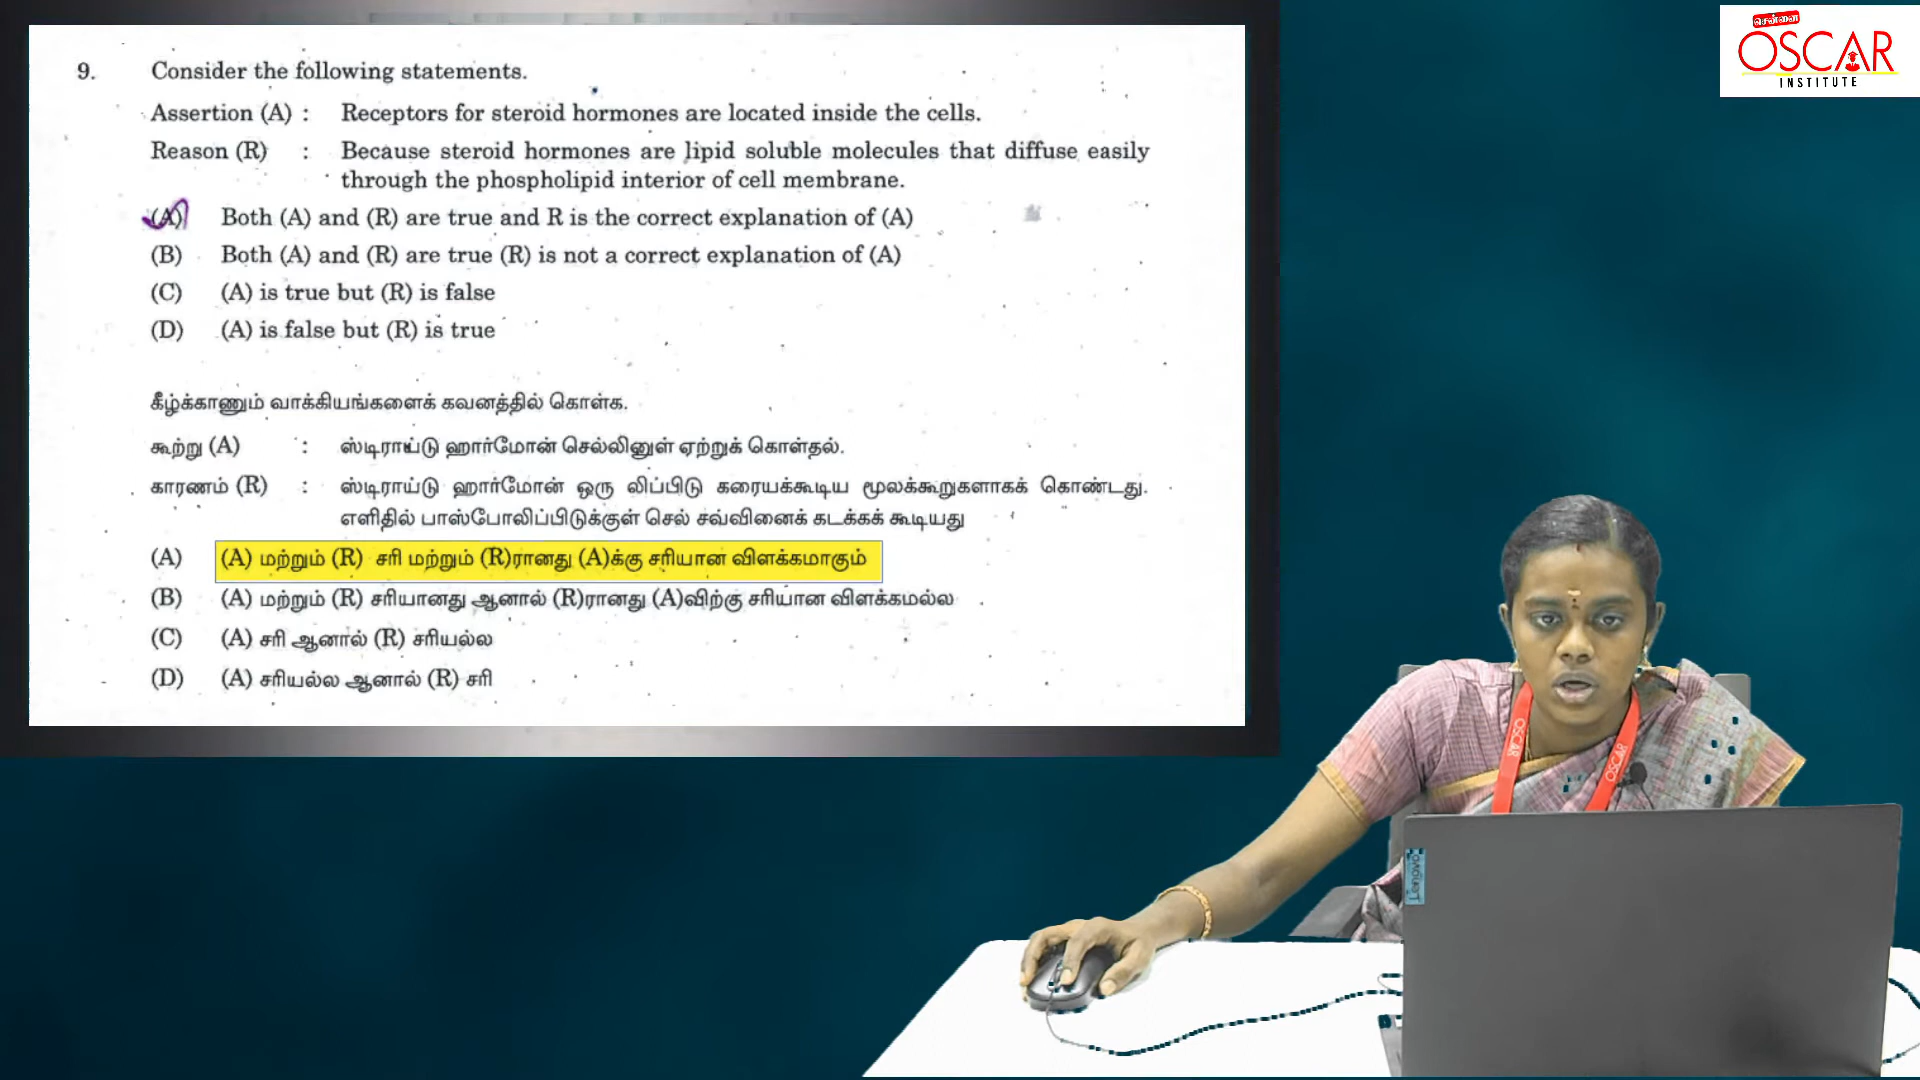 9. Consider the following statements.
Assertion (A) : Receptors for steroid hormones are located inside the cells.
Reason (R) : Because steroid hormones are lipid soluble molecules that diffuse easily
through the phospholipid interior of cell membrane.
(A) Both (A) and (R) are true and R is the correct explanation of (A)
(B) Both (A) and (R) are true (R) is not a correct explanation of (A)
(C) (A) is true but (R) is false
(D) (A) is false but (R) is true
கீழ்க்காணும் வாக்கியங்களைக் கவனத்தில் கொள்க.
கூற்று (A) : ஸ்டிராய்டு ஹார்மோன் செல்லினுள் ஏற்றுக் கொள்தல்.
காரணம் (R) : ஸ்டிராய்டு ஹார்மோன் ஒரு லிப்பிடு கரையக்கூடிய மூலக்கூறுகளாகக் கொண்டது.
எளிதில் பாஸ்போலிப்பிடுக்குள் செல் சவ்வினைக் கடக்கக் கூடியது
(A) (A) மற்றும் (R) சரி மற்றும் (R)ரானது (A)க்கு சரியான விளக்கமாகும்
(B) (A) மற்றும் (R) சரியானது ஆனால் (R)ரானது (A)விற்கு சரியான விளக்கமல்ல
(C) (A) சரி ஆனால் (R) சரியல்ல
(D) (A) சரியல்ல ஆனால் (R) சரி
சென்னை
OSCAR
INSTITUTE
OSCAR
OSCAR
Lenovo